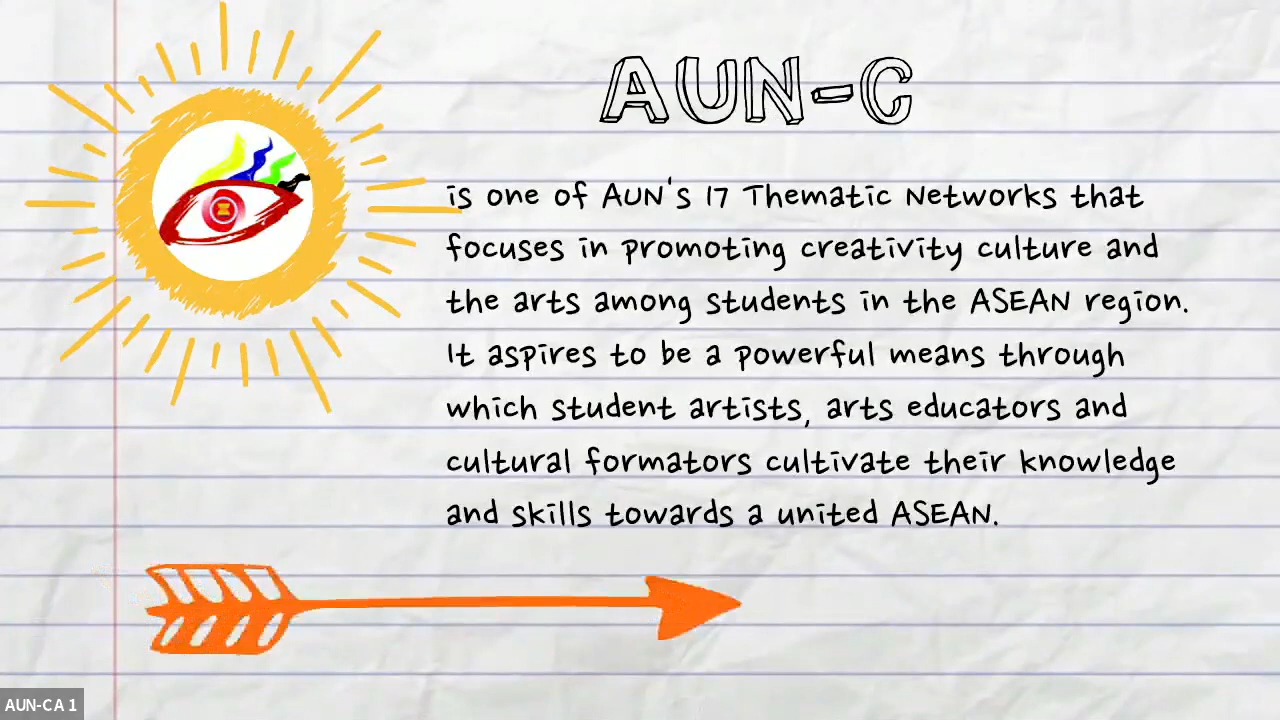 AUN-C
is one of AUN's 17 Thematic Networks that
focuses in promoting creativity culture and
the arts among students in the ASEAN region.
It aspires to be a powerful means through
which student artists, arts educators and
cultural formators cultivate their knowledge
and skills towards a united ASEAN.
AUN-CA 1